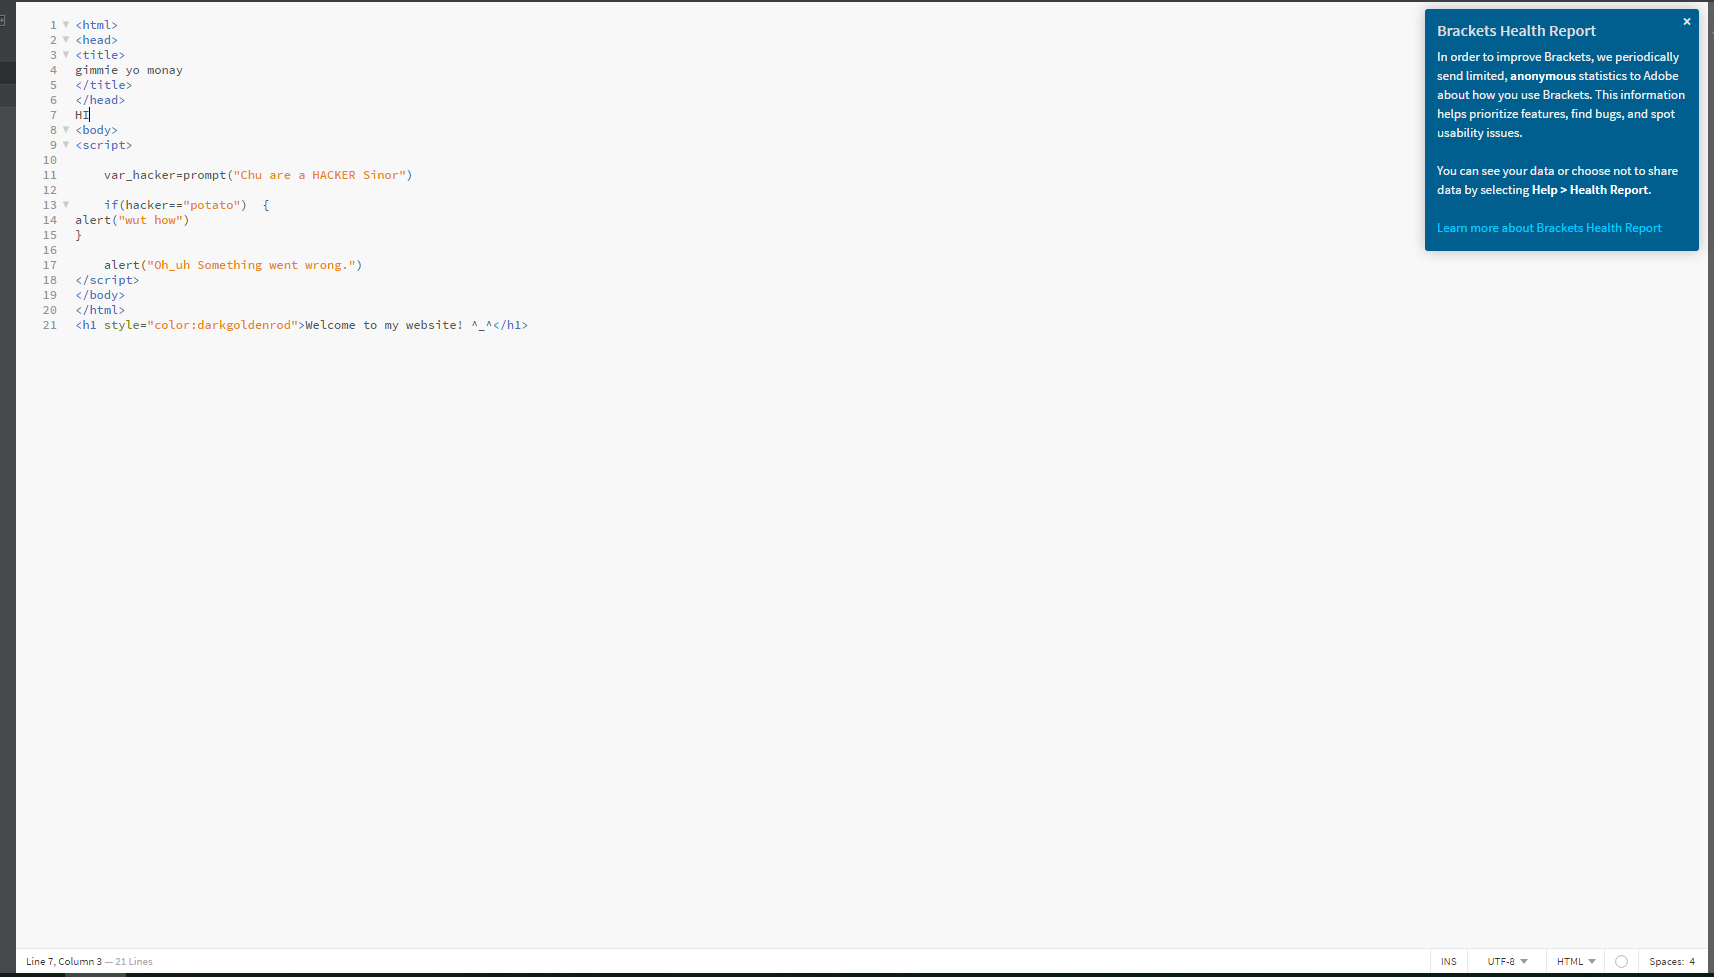 1 <html>
2 <head>
3 <title>
4 gimmie yo monay
5 </title>
6 </head>
7 HI
8 <body>
9 <script>
10
11     var_hacker=prompt("Chu are a HACKER Sinor")
12
13     if(hacker=="potato")  {
14 alert("wut how")
15 }
16
17     alert("Oh_uh Something went wrong.")
18 </script>
19 </body>
20 </html>
21 <h1 style="color:darkgoldenrod">Welcome to my website! ^_^</h1>
×
Brackets Health Report
In order to improve Brackets, we periodically
send limited, anonymous statistics to Adobe
about how you use Brackets. This information
helps prioritize features, find bugs, and spot
usability issues.
You can see your data or choose not to share
data by selecting Help > Health Report.
Learn more about Brackets Health Report
Line 7, Column 3 — 21 Lines
INS UTF-8 HTML Spaces: 4